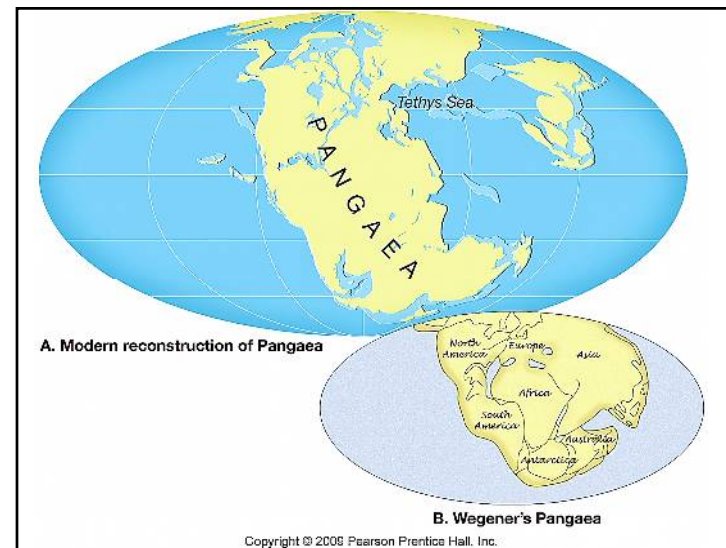 Tethys Sea
PANGAEA
A. Modern reconstruction of Pangaea
North
America
Europe
Asia
Africa
South
America
Australia
Antarctica
B. Wegener's Pangaea
Copyright © 2009 Pearson Prentice Hall, Inc.